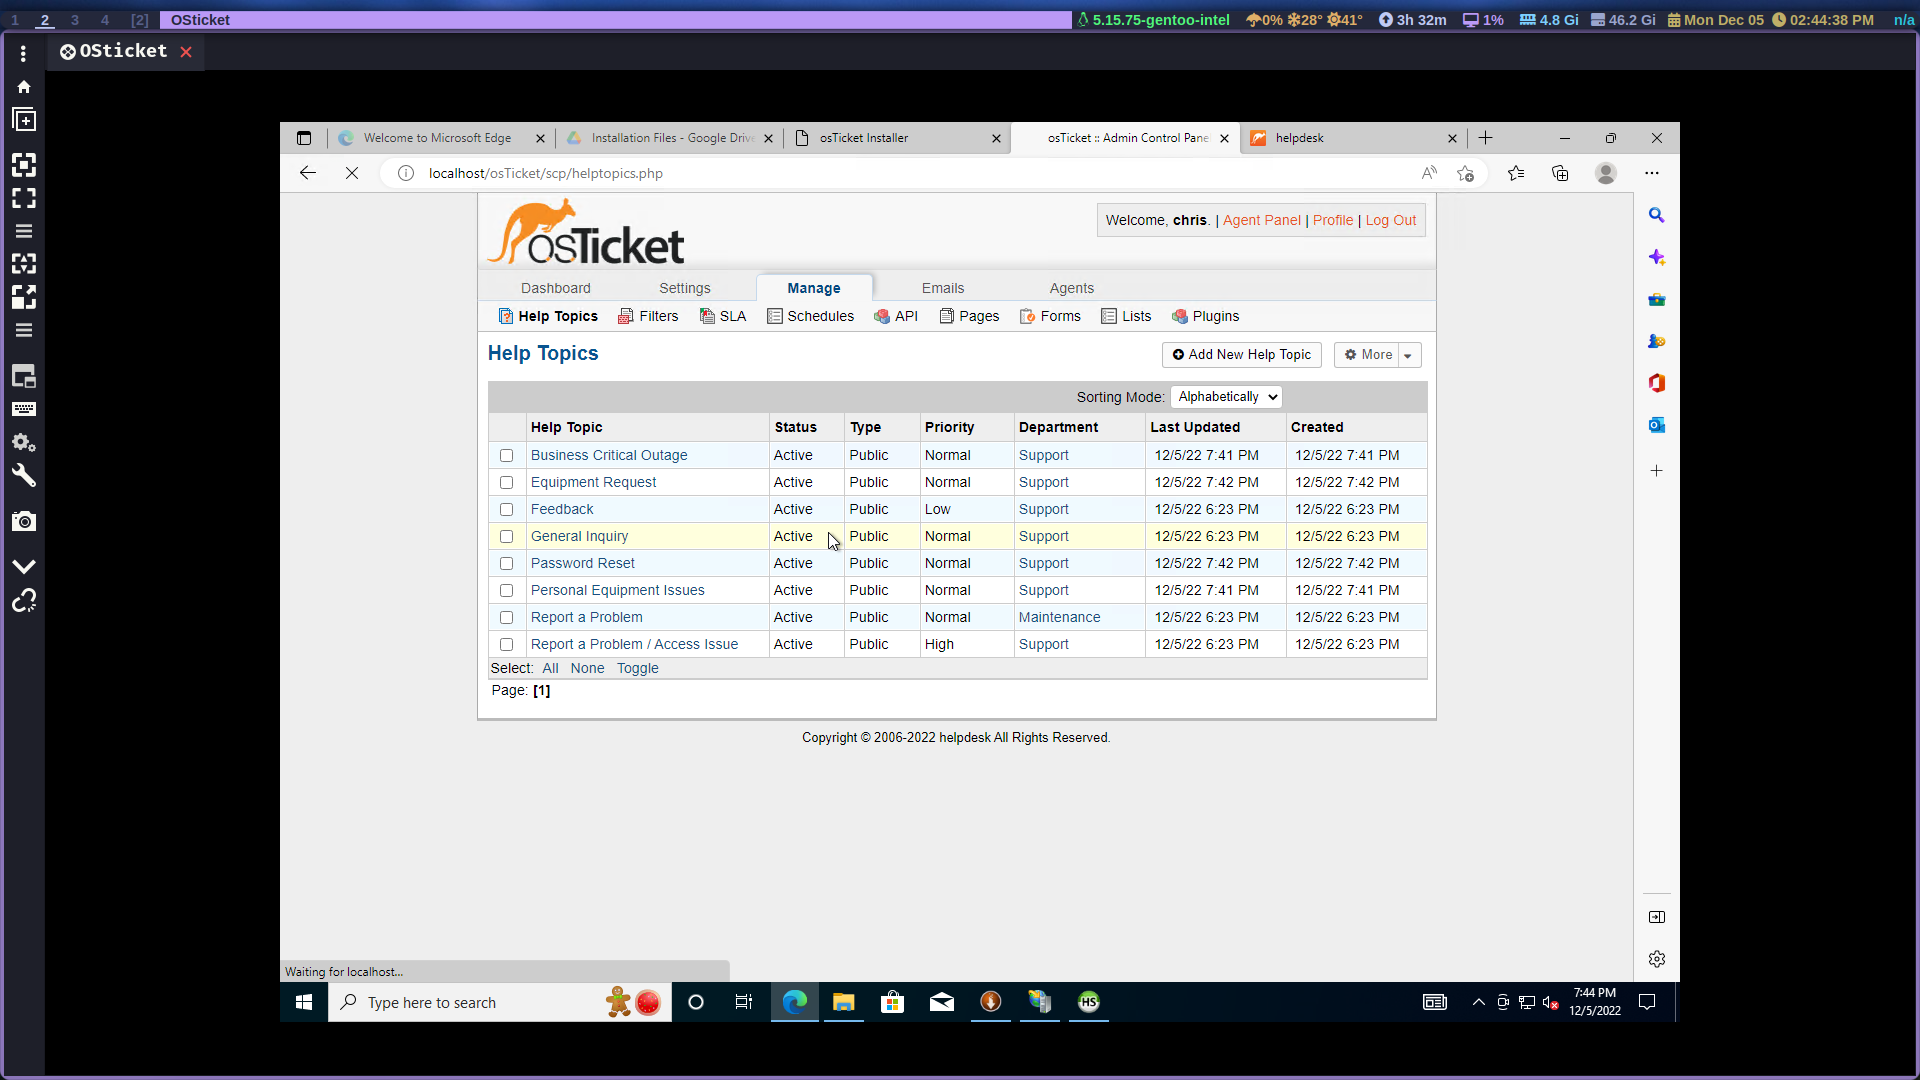 1 2 3 4 [2] OSticket 5.15.75-gentoo-intel 0% 28° 41° 3h 32m 1% 4.8 Gi 46.2 Gi Mon Dec 05 02:44:38 PM n/a
OSticket
Welcome to Microsoft Edge Installation Files - Google Drive osTicket Installer osTicket :: Admin Control Pane helpdesk
localhost/osTicket/scp/helptopics.php
osTicket
Welcome, chris. | Agent Panel | Profile | Log Out
Dashboard Settings Manage Emails Agents
Help Topics Filters SLA Schedules API Pages Forms Lists Plugins
Help Topics
Add New Help Topic More
Sorting Mode: Alphabetically
Help Topic Status Type Priority Department Last Updated Created
Business Critical Outage Active Public Normal Support 12/5/22 7:41 PM 12/5/22 7:41 PM
Equipment Request Active Public Normal Support 12/5/22 7:42 PM 12/5/22 7:42 PM
Feedback Active Public Low Support 12/5/22 6:23 PM 12/5/22 6:23 PM
General Inquiry Active Public Normal Support 12/5/22 6:23 PM 12/5/22 6:23 PM
Password Reset Active Public Normal Support 12/5/22 7:42 PM 12/5/22 7:42 PM
Personal Equipment Issues Active Public Normal Support 12/5/22 7:41 PM 12/5/22 7:41 PM
Report a Problem Active Public Normal Maintenance 12/5/22 6:23 PM 12/5/22 6:23 PM
Report a Problem / Access Issue Active Public High Support 12/5/22 6:23 PM 12/5/22 6:23 PM
Select: All None Toggle
Page: [1]
Copyright © 2006-2022 helpdesk All Rights Reserved.
Waiting for localhost...
Type here to search
HS
7:44 PM
12/5/2022